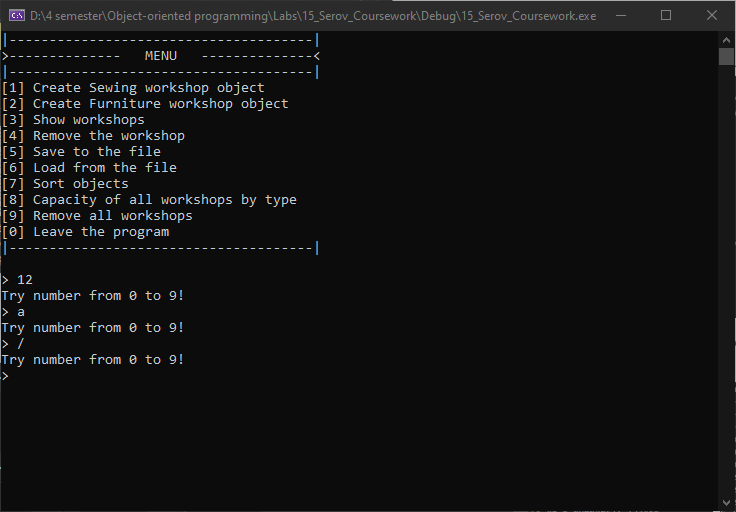 D:\4 semester\Object-oriented programming\Labs\15_Serov_Coursework\Debug\15_Serov_Coursework.exe
|--------------------------------------|
>--------------   MENU   --------------<
|--------------------------------------|
[1] Create Sewing workshop object
[2] Create Furniture workshop object
[3] Show workshops
[4] Remove the workshop
[5] Save to the file
[6] Load from the file
[7] Sort objects
[8] Capacity of all workshops by type
[9] Remove all workshops
[0] Leave the program
|--------------------------------------|
> 12
Try number from 0 to 9!
> a
Try number from 0 to 9!
> /
Try number from 0 to 9!
>